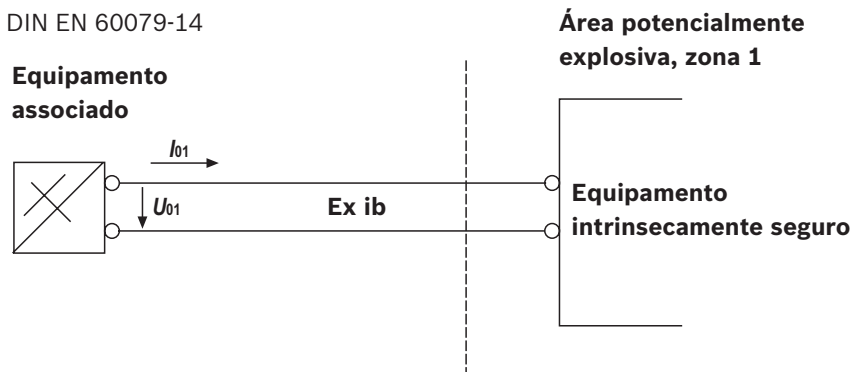 DIN EN 60079-14
Área potencialmente
explosiva, zona 1
Equipamento
associado
I01
U01
Ex ib
Equipamento
intrinsecamente seguro